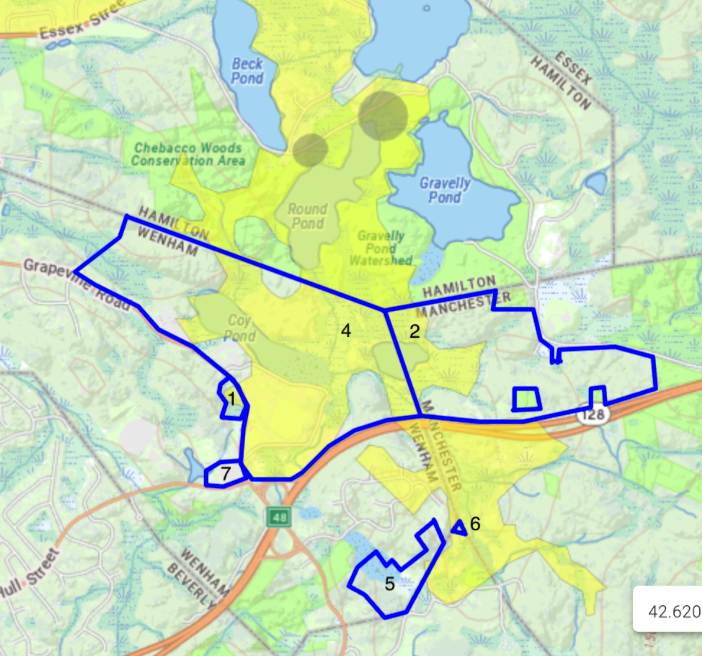 Essex Stree
Beck
Pond
ESSEX
HAMILTON
Chebacco Woods
Conservation Area
Gravelly
Pond
Round
Pond
HAMILTON
WENHAM
Gravelly
Pond
Watershed
Grapevine Road
HAMILTON
MANCHESTER
Coy
Pond
4
2
1
128
MANCHESTER
WENHAM
7
48
6
WENHAM
BEVERLY
Hull Street
5
42.620